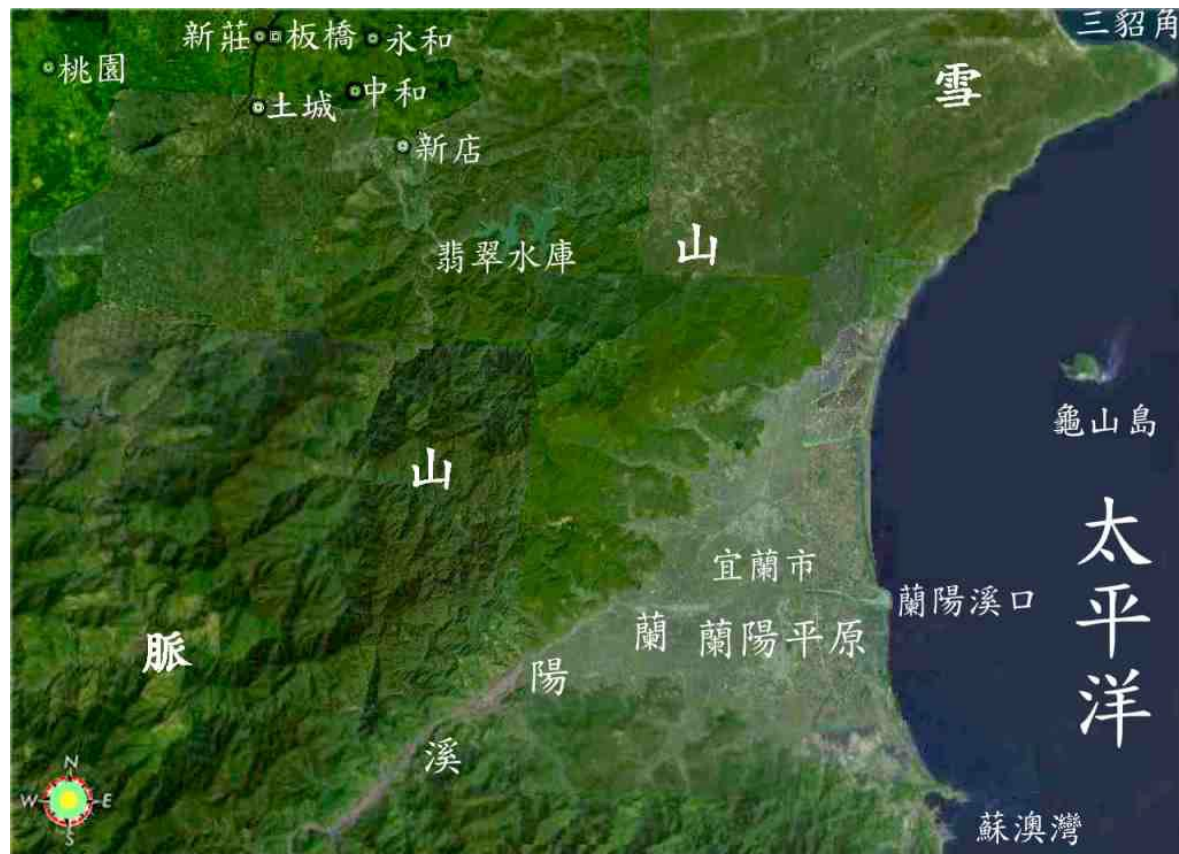 三貂角
新莊 板橋 永和
桃園
雪
中和
土城
新店
山
翡翠水庫
龜山島
山
太平洋
宜蘭市
蘭陽溪口
蘭陽溪
蘭陽平原
脈
N
W E
S
蘇澳灣